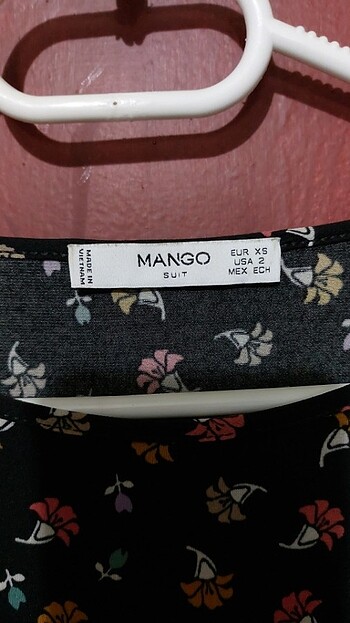 MADE IN
VIETNAM
MANGO
SUIT
EUR XS
USA 2
MEX ECH